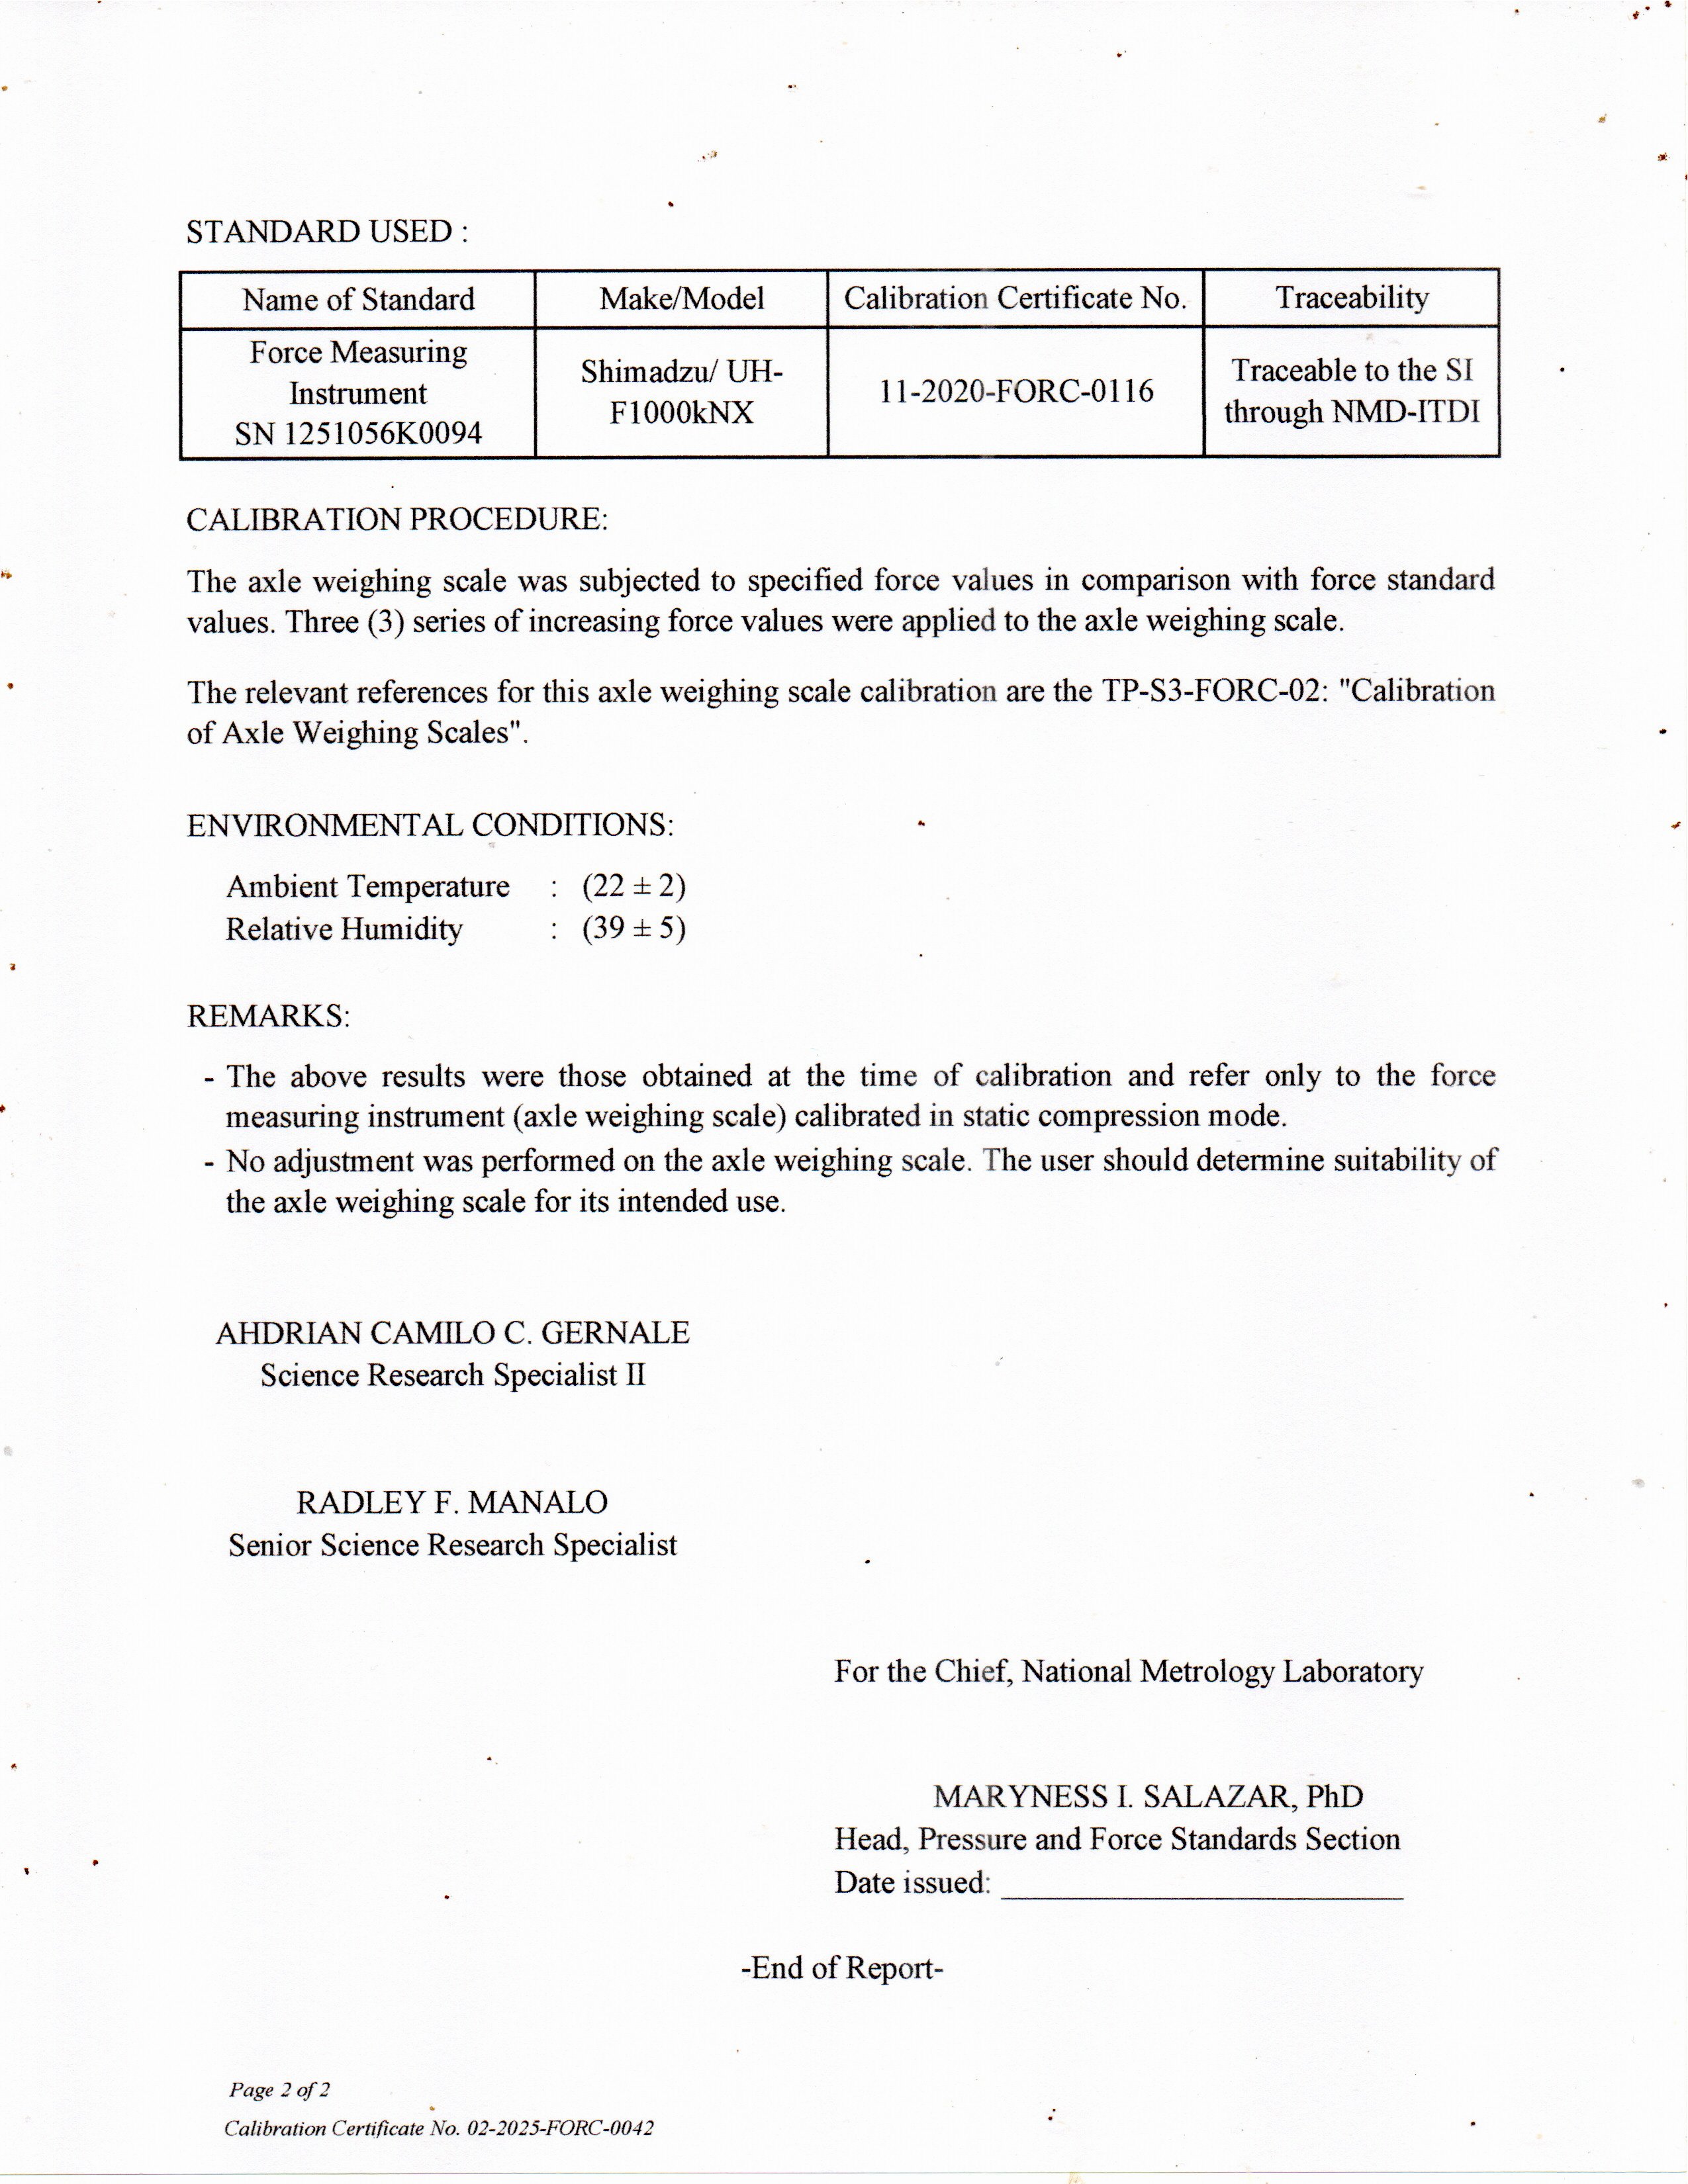 STANDARD USED :
Name of Standard Make/Model Calibration Certificate No. Traceability
Force Measuring
Instrument
SN 1251056K0094
Shimadzu/ UH-
F1000kNX
11-2020-FORC-0116
Traceable to the SI
through NMD-ITDI
CALIBRATION PROCEDURE:
The axle weighing scale was subjected to specified force values in comparison with force standard
values. Three (3) series of increasing force values were applied to the axle weighing scale.
The relevant references for this axle weighing scale calibration are the TP-S3-FORC-02: "Calibration
of Axle Weighing Scales".
ENVIRONMENTAL CONDITIONS:
Ambient Temperature : (22 ± 2)
Relative Humidity : (39 ± 5)
REMARKS:
- The above results were those obtained at the time of calibration and refer only to the force
measuring instrument (axle weighing scale) calibrated in static compression mode.
- No adjustment was performed on the axle weighing scale. The user should determine suitability of
the axle weighing scale for its intended use.
AHDRIAN CAMILO C. GERNALE
Science Research Specialist II
RADLEY F. MANALO
Senior Science Research Specialist
For the Chief, National Metrology Laboratory
MARYNESS I. SALAZAR, PhD
Head, Pressure and Force Standards Section
Date issued:
-End of Report-
Page 2 of 2
Calibration Certificate No. 02-2025-FORC-0042